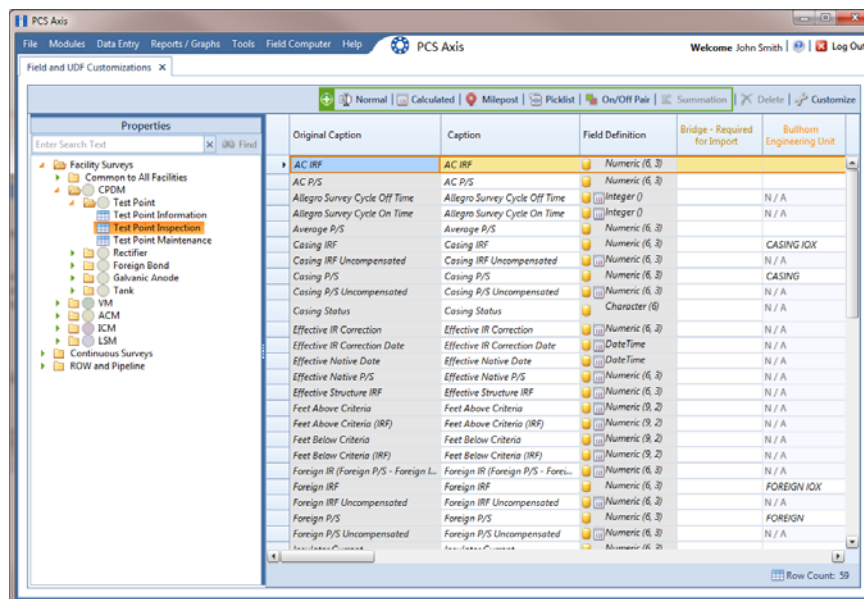 PCS Axis
File Modules Data Entry Reports / Graphs Tools Field Computer Help PCS Axis Welcome John Smith Log Out
Field and UDF Customizations X
Normal | Calculated | Milepost | Picklist | On/Off Pair | Summation | Delete | Customize
Properties
Enter Search Text x Find
Facility Surveys
Common to All Facilities
CPDM
Test Point
Test Point Information
Test Point Inspection
Test Point Maintenance
Rectifier
Foreign Bond
Galvanic Anode
Tank
VM
ACM
ICM
LSM
Continuous Surveys
ROW and Pipeline
Original Caption Caption Field Definition Bridge - Required for Import Bullhorn Engineering Unit
AC IRF AC IRF Numeric (6, 3)
AC P/S AC P/S Numeric (6, 3)
Allegro Survey Cycle Off Time Allegro Survey Cycle Off Time Integer () N / A
Allegro Survey Cycle On Time Allegro Survey Cycle On Time Integer () N / A
Average P/S Average P/S Numeric (6, 3)
Casing IRF Casing IRF Numeric (6, 3) CASING IOX
Casing IRF Uncompensated Casing IRF Uncompensated Numeric (6, 3) N / A
Casing P/S Casing P/S Numeric (6, 3) CASING
Casing P/S Uncompensated Casing P/S Uncompensated Numeric (6, 3) N / A
Casing Status Casing Status Character (6) N / A
Effective IR Correction Effective IR Correction Numeric (6, 3) N / A
Effective IR Correction Date Effective IR Correction Date DateTime N / A
Effective Native Date Effective Native Date DateTime N / A
Effective Native P/S Effective Native P/S Numeric (6, 3) N / A
Effective Structure IRF Effective Structure IRF Numeric (6, 3) N / A
Feet Above Criteria Feet Above Criteria Numeric (9, 2) N / A
Feet Above Criteria (IRF) Feet Above Criteria (IRF) Numeric (9, 2) N / A
Feet Below Criteria Feet Below Criteria Numeric (9, 2) N / A
Feet Below Criteria (IRF) Feet Below Criteria (IRF) Numeric (9, 2) N / A
Foreign IR (Foreign P/S - Foreign I... Foreign IR (Foreign P/S - Forei... Numeric (6, 3) N / A
Foreign IRF Foreign IRF Numeric (6, 3) FOREIGN IOX
Foreign IRF Uncompensated Foreign IRF Uncompensated Numeric (6, 3) N / A
Foreign P/S Foreign P/S Numeric (6, 3) FOREIGN
Foreign P/S Uncompensated Foreign P/S Uncompensated Numeric (6, 3) N / A
Row Count: 59